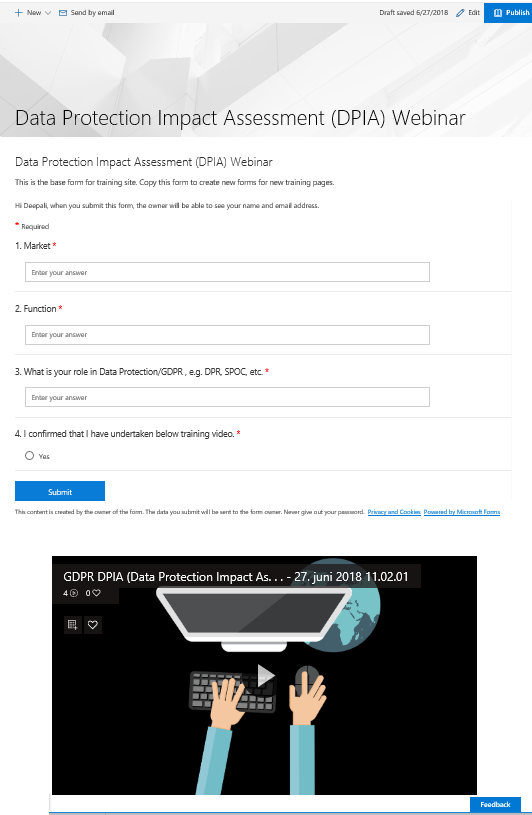 New
Send by email
Draft saved 6/27/2018
Edit
Publish
Data Protection Impact Assessment (DPIA) Webinar
Data Protection Impact Assessment (DPIA) Webinar
This is the base form for training site. Copy this form to create new forms for new training pages.
Hi Deepali, when you submit this form, the owner will be able to see your name and email address.
* Required
1. Market *
Enter your answer
2. Function *
Enter your answer
3. What is your role in Data Protection/GDPR , e.g. DPR, SPOC, etc. *
Enter your answer
4. I confirmed that I have undertaken below training video. *
Yes
Submit
This content is created by the owner of the form. The data you submit will be sent to the form owner. Never give out your password. Privacy and Cookies Powered by Microsoft Forms
GDPR DPIA (Data Protection Impact As. . . - 27. juni 2018 11.02.01
4 0
Feedback